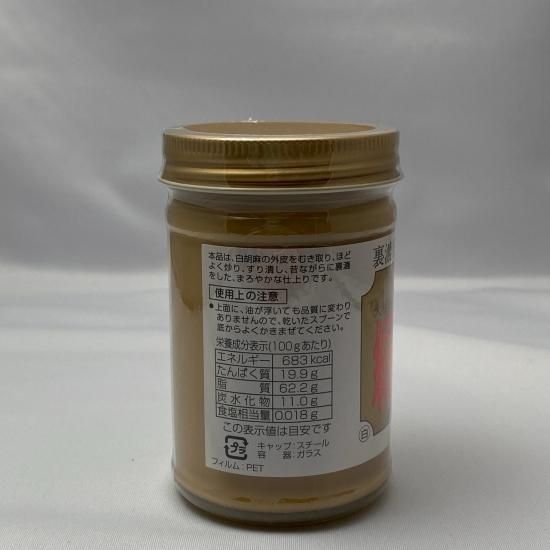 本品は、白胡麻の外皮をむき取り、ほど
よく炒り、すり潰し、昔ながらに裏漉
をした、まろやかな仕上りです。
使用上の注意
●上面に、油が浮いても品質に変わり
ありませんので、乾いたスプーンで
底からよくかきまぜてください。
栄養成分表示(100gあたり)
エネルギー 683kcal
たんぱく質 19.9g
脂質 62.2g
炭水化物 11.0g
食塩相当量 0.018g
この表示値は目安です
プラ
キャップ:スチール
容器:ガラス
フィルム:PET
裏漉
白